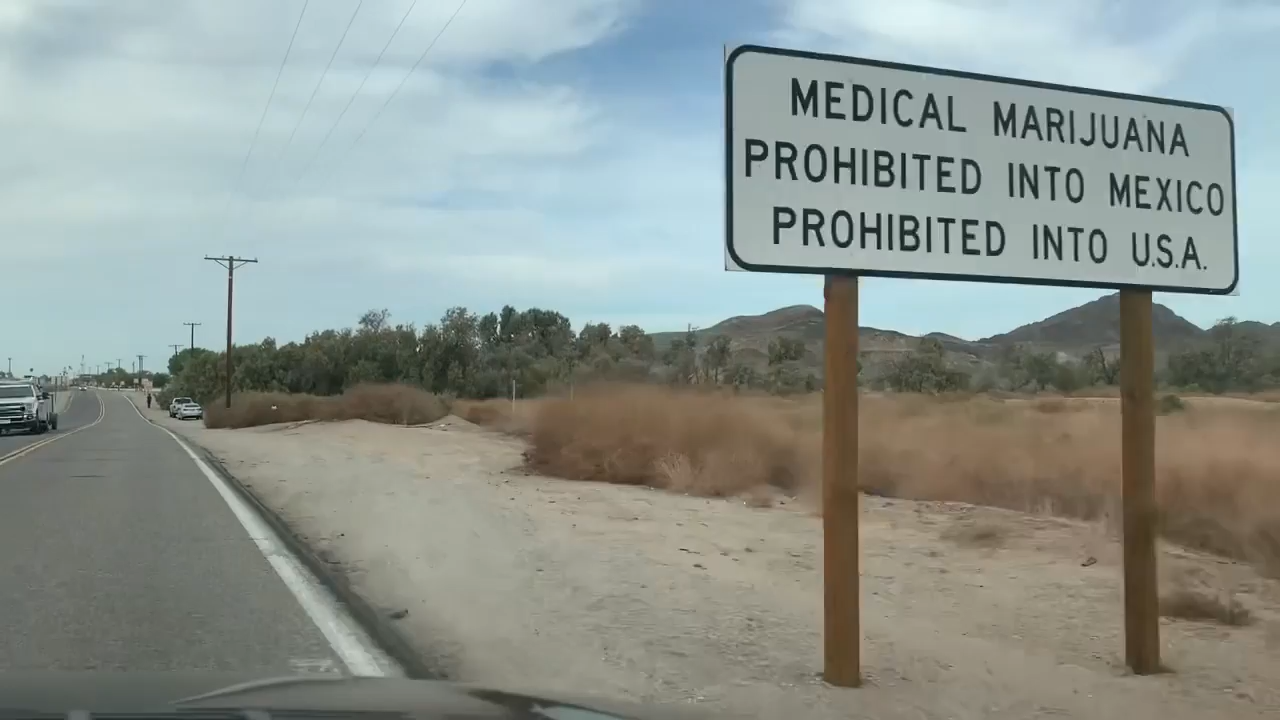 MEDICAL MARIJUANA
PROHIBITED INTO MEXICO
PROHIBITED INTO U.S.A.